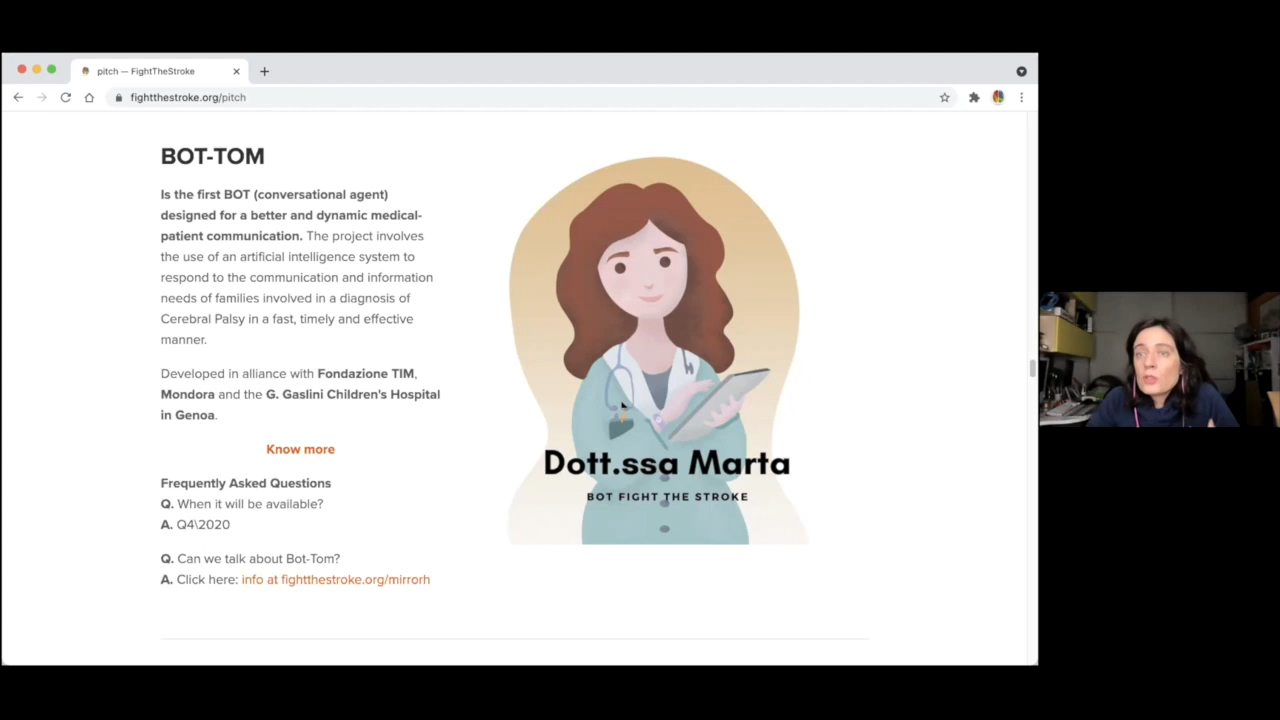 pitch — FightTheStroke
fightthestroke.org/pitch
BOT-TOM
Is the first BOT (conversational agent)
designed for a better and dynamic medical-
patient communication. The project involves
the use of an artificial intelligence system to
respond to the communication and information
needs of families involved in a diagnosis of
Cerebral Palsy in a fast, timely and effective
manner.
Developed in alliance with Fondazione TIM,
Mondora and the G. Gaslini Children's Hospital
in Genoa.
Know more
Frequently Asked Questions
Q. When it will be available?
A. Q4\2020
Q. Can we talk about Bot-Tom?
A. Click here: info at fightthestroke.org/mirrorh
Dott.ssa Marta
BOT FIGHT THE STROKE